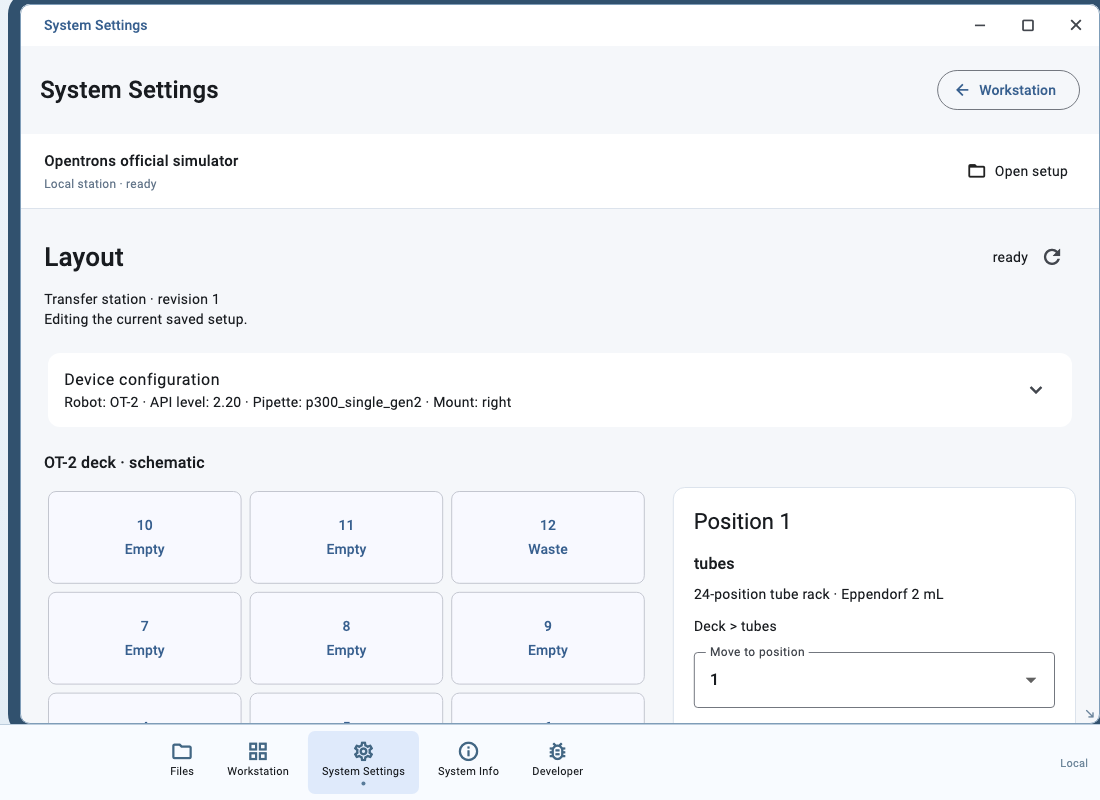 System Settings
System Settings
Workstation
Opentrons official simulator
Local station · ready
Open setup
Layout
ready
Transfer station · revision 1
Editing the current saved setup.
Device configuration
Robot: OT-2 · API level: 2.20 · Pipette: p300_single_gen2 · Mount: right
OT-2 deck · schematic
10
Empty
11
Empty
12
Waste
7
Empty
8
Empty
9
Empty
Position 1
tubes
24-position tube rack · Eppendorf 2 mL
Deck > tubes
Move to position
1
Files
Workstation
System Settings
System Info
Developer
Local